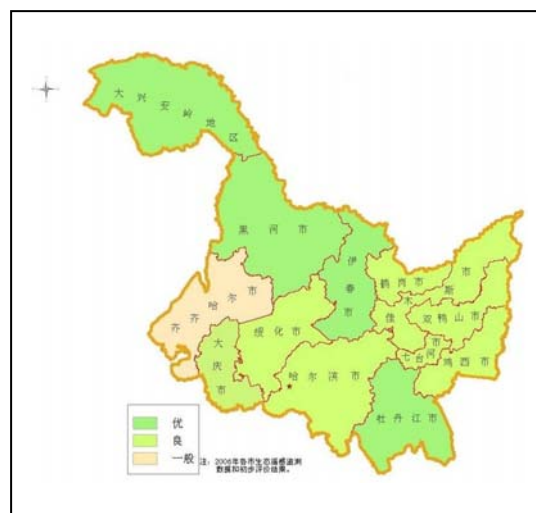 大兴安岭地区
黑河市
伊春市
齐齐哈尔市
鹤岗市
佳木斯市
双鸭山市
绥化市
大庆市
七台河市
鸡西市
哈尔滨市
牡丹江市
优
良
一般
注：2006年各市生态遥感监测
数据和初步评价结果。